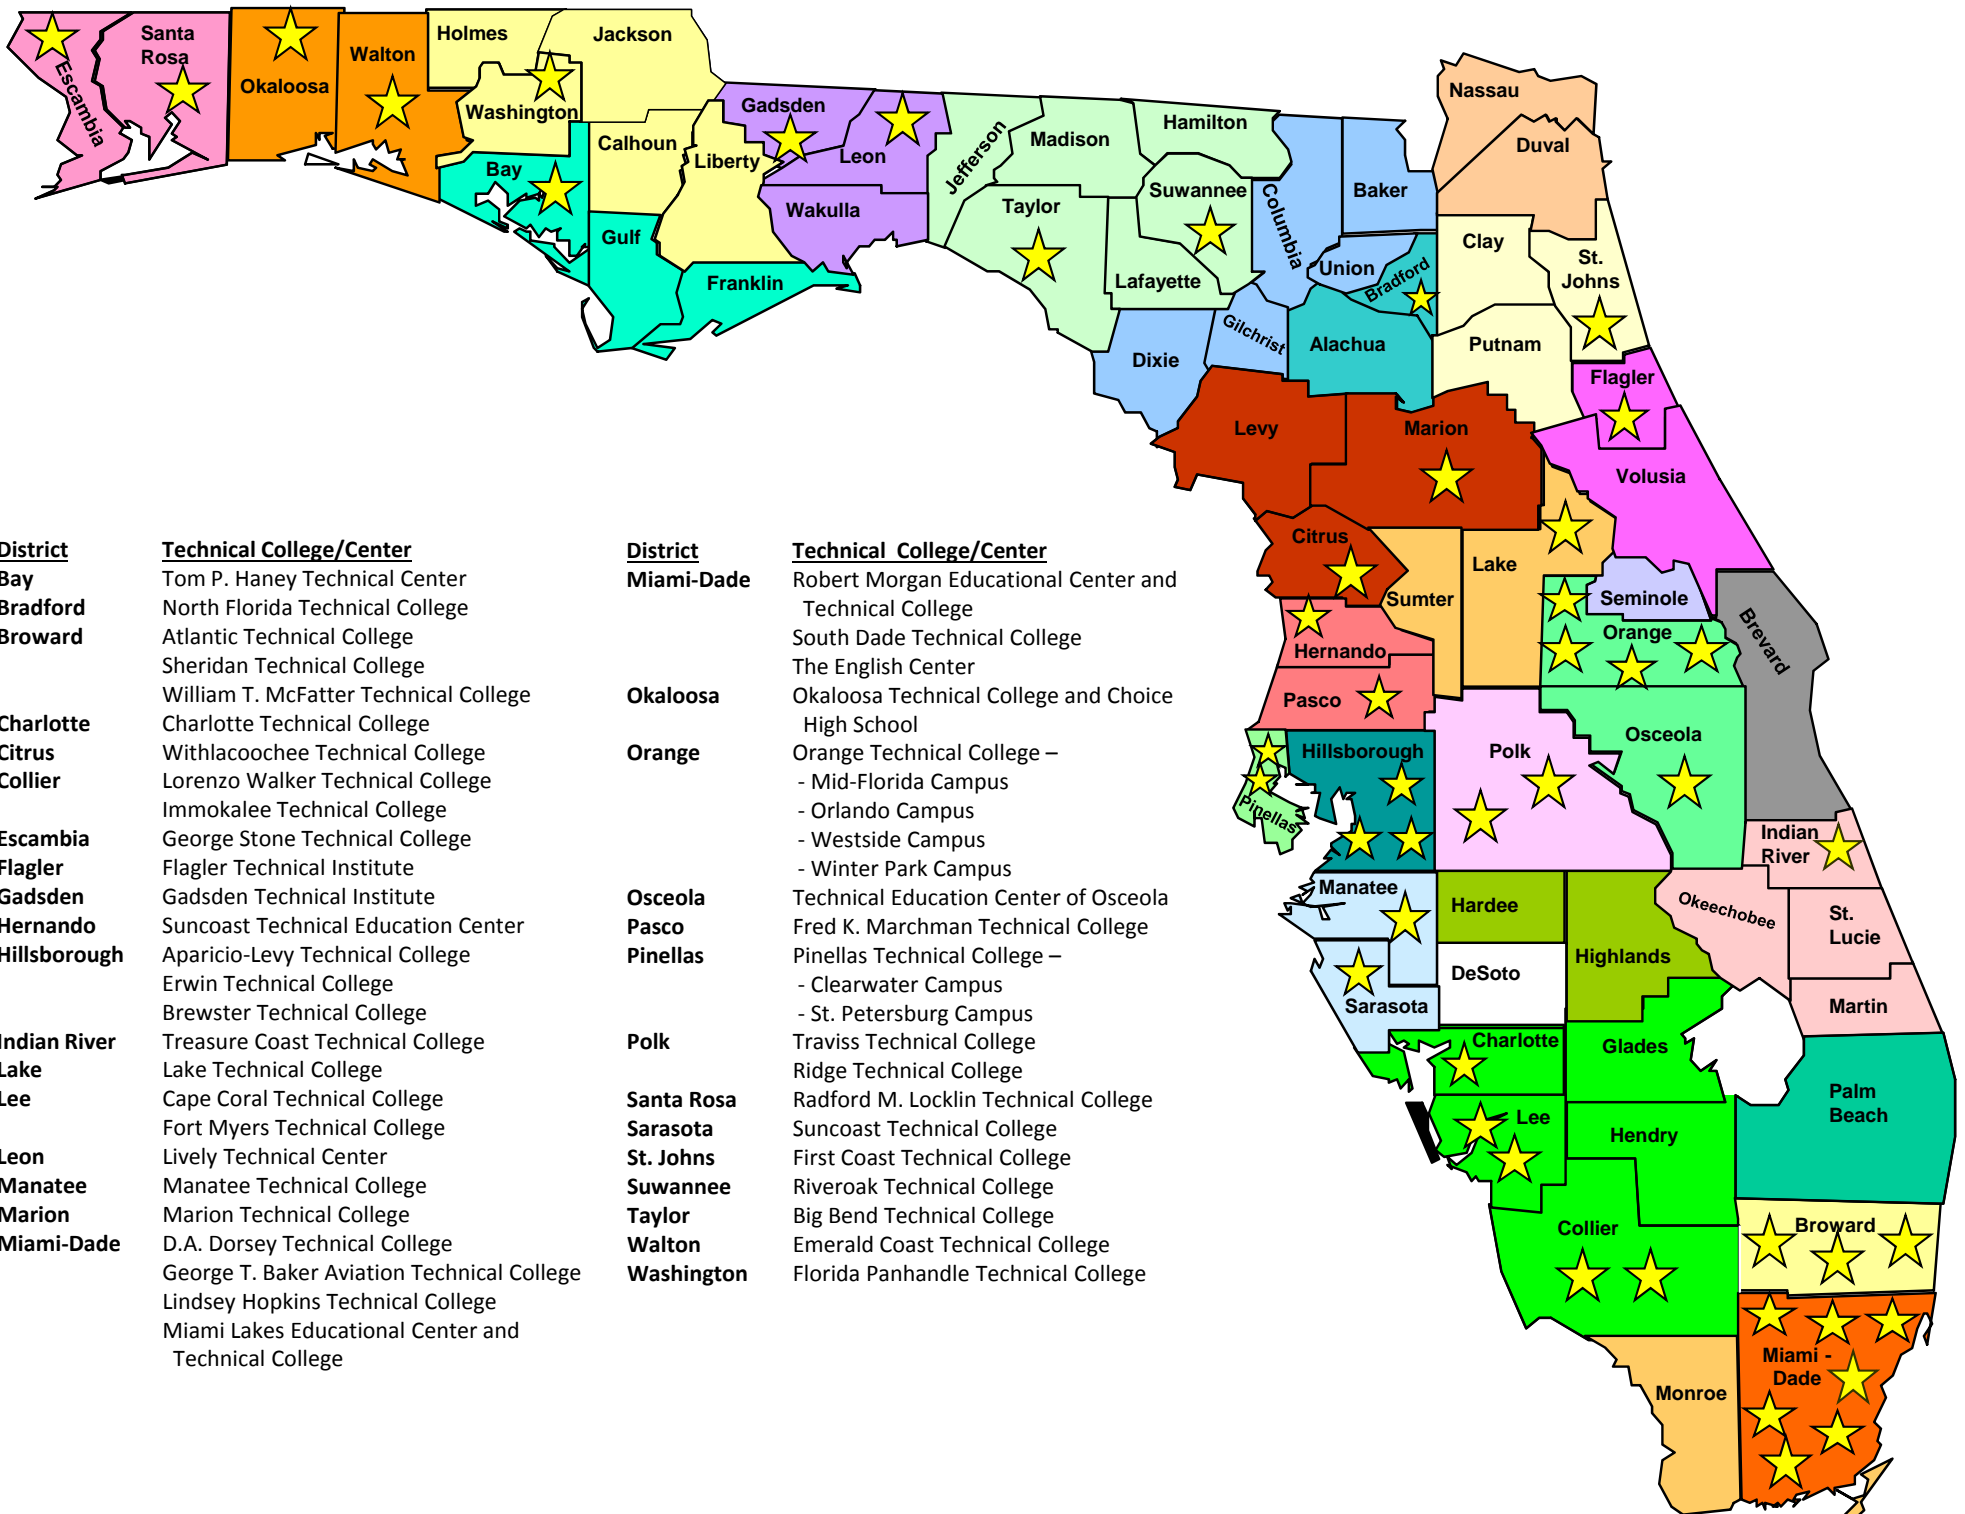 Santa
Rosa
Escambia
Okaloosa
Walton
Holmes
Jackson
Washington
Bay
Calhoun
Gulf
Liberty
Franklin
Gadsden
Leon
Wakulla
Jefferson
Madison
Hamilton
Taylor
Suwannee
Lafayette
Columbia
Baker
Union
Bradford
Nassau
Duval
Clay
St.
Johns
Dixie
Gilchrist
Alachua
Putnam
Flagler
Levy
Marion
Volusia
Citrus
Sumter
Lake
Seminole
Orange
Brevard
Hernando
Pasco
Pinellas
Hillsborough
Polk
Osceola
Indian
River
Manatee
Hardee
Highlands
Okeechobee
St.
Lucie
DeSoto
Sarasota
Martin
Charlotte
Glades
Palm
Beach
Lee
Hendry
Collier
Broward
Miami -
Dade
Monroe
District Technical College/Center
Bay Tom P. Haney Technical Center
Bradford North Florida Technical College
Broward Atlantic Technical College
Sheridan Technical College
William T. McFatter Technical College
Charlotte Charlotte Technical College
Citrus Withlacoochee Technical College
Collier Lorenzo Walker Technical College
Immokalee Technical College
Escambia George Stone Technical College
Flagler Flagler Technical Institute
Gadsden Gadsden Technical Institute
Hernando Suncoast Technical Education Center
Hillsborough Aparicio-Levy Technical College
Erwin Technical College
Brewster Technical College
Indian River Treasure Coast Technical College
Lake Lake Technical College
Lee Cape Coral Technical College
Fort Myers Technical College
Leon Lively Technical Center
Manatee Manatee Technical College
Marion Marion Technical College
Miami-Dade D.A. Dorsey Technical College
George T. Baker Aviation Technical College
Lindsey Hopkins Technical College
Miami Lakes Educational Center and
Technical College
District Technical College/Center
Miami-Dade Robert Morgan Educational Center and
Technical College
South Dade Technical College
The English Center
Okaloosa Okaloosa Technical College and Choice
High School
Orange Orange Technical College –
- Mid-Florida Campus
- Orlando Campus
- Westside Campus
- Winter Park Campus
Osceola Technical Education Center of Osceola
Pasco Fred K. Marchman Technical College
Pinellas Pinellas Technical College –
- Clearwater Campus
- St. Petersburg Campus
Polk Traviss Technical College
Ridge Technical College
Santa Rosa Radford M. Locklin Technical College
Sarasota Suncoast Technical College
St. Johns First Coast Technical College
Suwannee Riveroak Technical College
Taylor Big Bend Technical College
Walton Emerald Coast Technical College
Washington Florida Panhandle Technical College